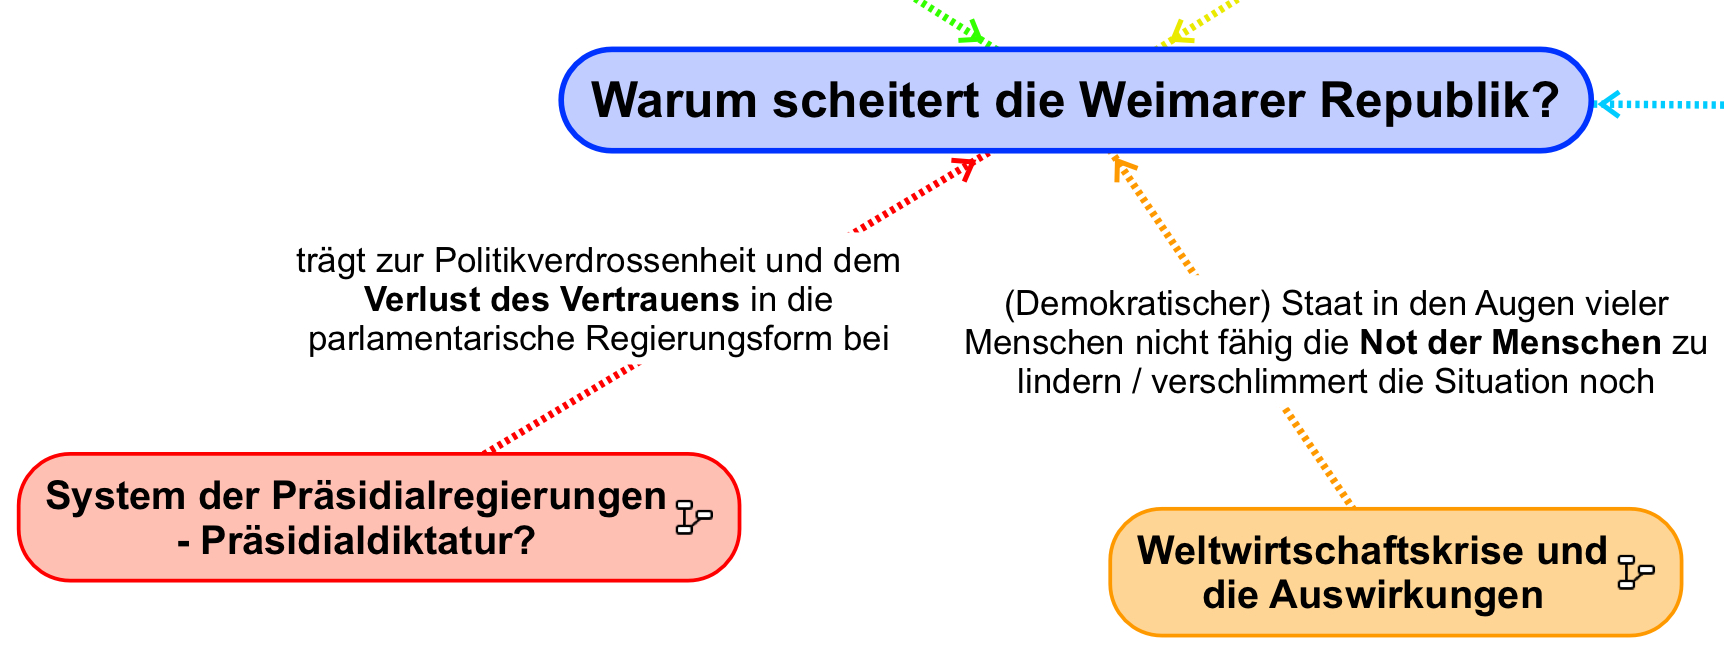 Warum scheitert die Weimarer Republik?
trägt zur Politikverdrossenheit und dem
Verlust des Vertrauens in die
parlamentarische Regierungsform bei
(Demokratischer) Staat in den Augen vieler
Menschen nicht fähig die Not der Menschen zu
lindern / verschlimmert die Situation noch
System der Präsidialregierungen
- Präsidialdiktatur?
Weltwirtschaftskrise und
die Auswirkungen